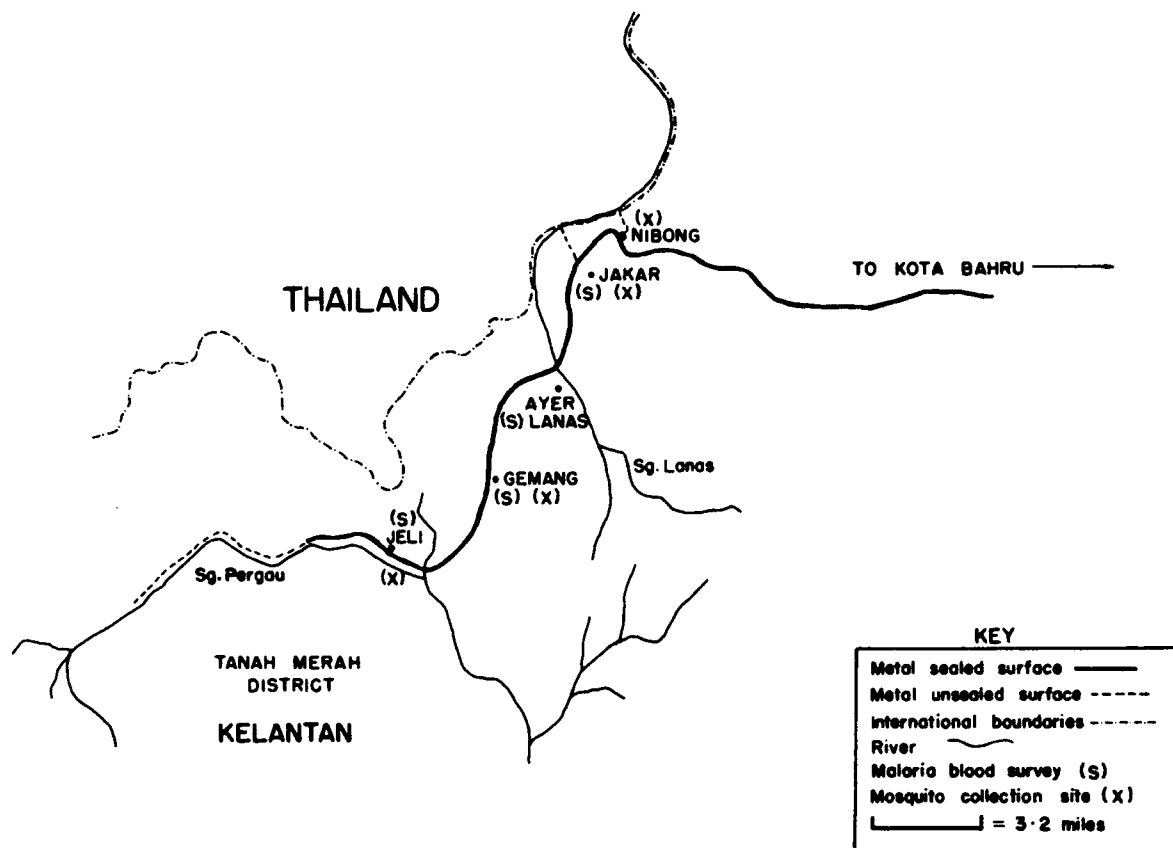 (X)
NIBONG
TO KOTA BAHRU
JAKAR
(S) (X)
THAILAND
AYER
(S) LANAS
Sg. Lanas
GEMANG
(S) (X)
(S)
JELI
(X)
Sg. Pergau
TANAH MERAH
DISTRICT
KELANTAN
KEY
Metal sealed surface
Metal unsealed surface
International boundaries
River
Malaria blood survey (S)
Mosquito collection site (X)
= 3·2 miles